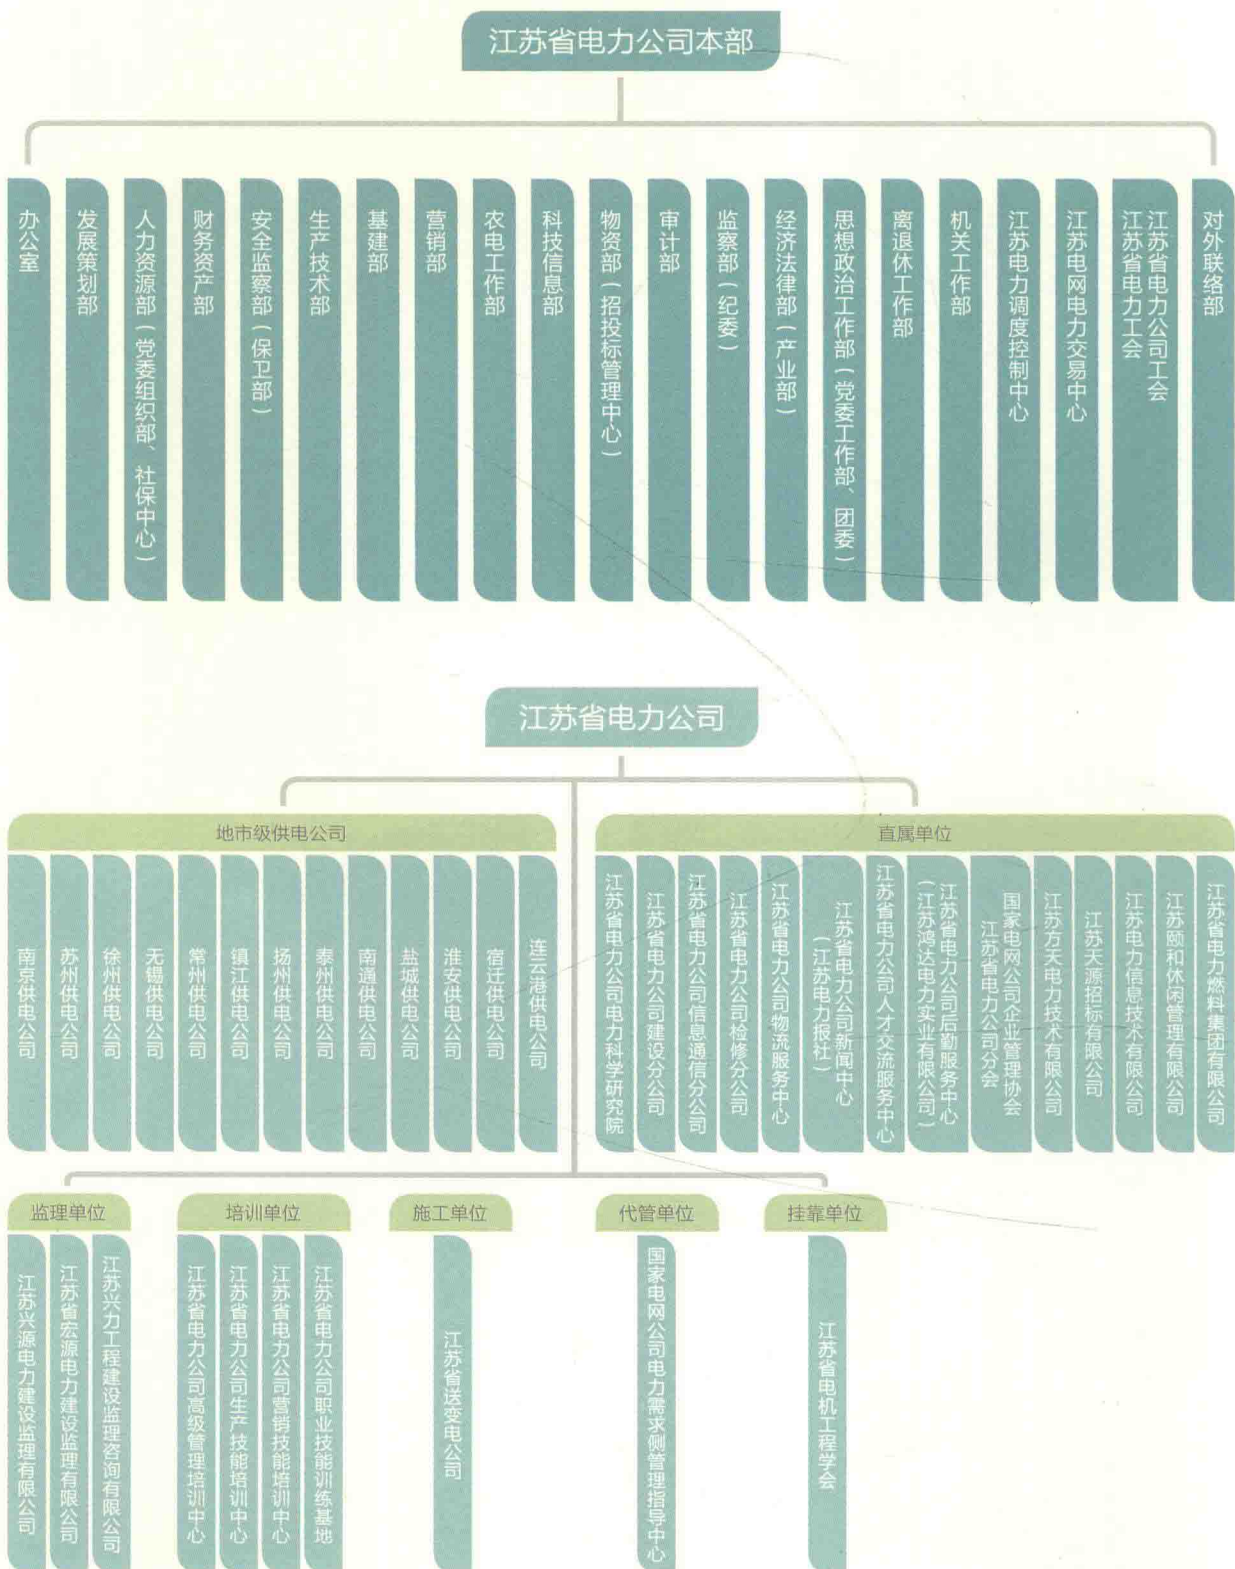 江苏省电力公司本部
办公室
发展策划部
人力资源部(党委组织部、社保中心)
财务资产部
安全监察部(保卫部)
生产技术部
基建部
营销部
农电工作部
科技信息部
物资部(招投标管理中心)
审计部
监察部(纪委)
经济法律部(产业部)
思想政治工作部(党委工作部、团委)
离退休工作部
机关工作部
江苏电力调度控制中心
江苏电网电力交易中心
江苏省电力公司工会
江苏省电力工会
对外联络部
江苏省电力公司
地市级供电公司
南京供电公司
苏州供电公司
徐州供电公司
无锡供电公司
常州供电公司
镇江供电公司
扬州供电公司
泰州供电公司
南通供电公司
盐城供电公司
淮安供电公司
宿迁供电公司
连云港供电公司
直属单位
江苏省电力公司电力科学研究院
江苏省电力公司建设分公司
江苏省电力公司信息通信分公司
江苏省电力公司检修分公司
江苏省电力公司物流服务中心
江苏省电力公司新闻中心
(江苏电力报社)
江苏省电力公司人才交流服务中心
江苏省电力公司后勤服务中心
(江苏鸿达电力实业有限公司)
国家电网公司企业管理协会
江苏省电力公司分会
江苏方天电力技术有限公司
江苏天源招标有限公司
江苏电力信息技术有限公司
江苏颐和休闲管理有限公司
江苏省电力燃料集团有限公司
监理单位
江苏兴源电力建设监理有限公司
江苏省宏源电力建设监理有限公司
江苏兴力工程建设监理咨询有限公司
培训单位
江苏省电力公司高级管理培训中心
江苏省电力公司生产技能培训中心
江苏省电力公司营销技能培训中心
江苏省电力公司职业技能训练基地
施工单位
江苏省送变电公司
代管单位
国家电网公司电力需求侧管理指导中心
挂靠单位
江苏省电机工程学会